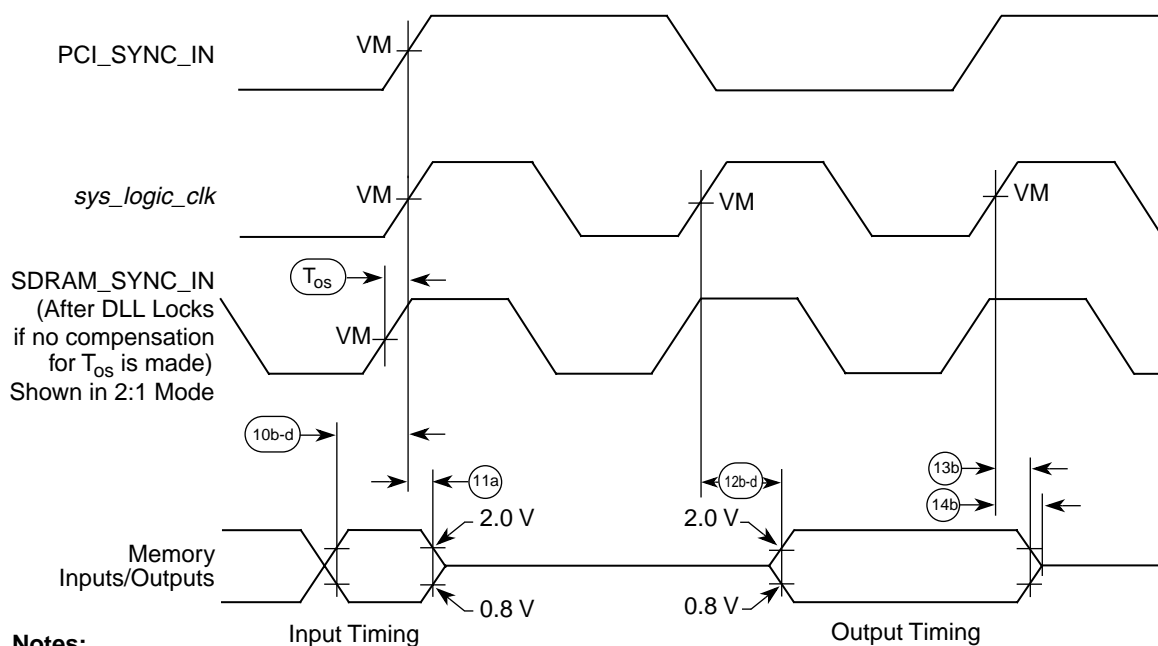 PCI_SYNC_IN
VM
sys_logic_clk
VM
VM
VM
SDRAM_SYNC_IN
(After DLL Locks
if no compensation
for Tos is made)
Shown in 2:1 Mode
Tos
VM
10b-d
11a
12b-d
13b
14b
2.0 V
2.0 V
Memory
Inputs/Outputs
0.8 V
0.8 V
Notes:
Input Timing
Output Timing